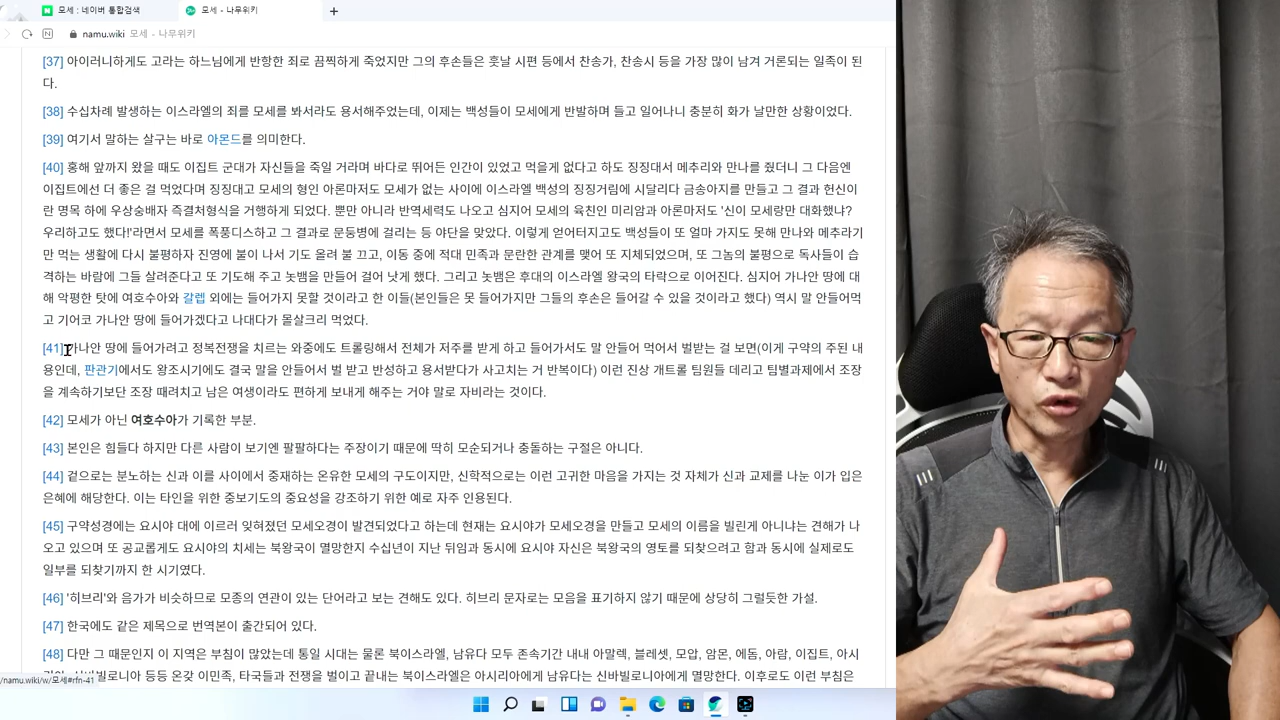 모세 : 네이버 통합검색
모세 - 나무위키
namu.wiki 모세 - 나무위키
[37] 아이러니하게도 고라는 하느님에게 반항한 죄로 끔찍하게 죽었지만 그의 후손들은 훗날 시편 등에서 찬송가, 찬송시 등을 가장 많이 남겨 거론되는 일족이 된
다.
[38] 수십차례 발생하는 이스라엘의 죄를 모세를 봐서라도 용서해주었는데, 이제는 백성들이 모세에게 반발하며 들고 일어나니 충분히 화가 날만한 상황이었다.
[39] 여기서 말하는 살구는 바로 아몬드를 의미한다.
[40] 홍해 앞까지 왔을 때도 이집트 군대가 자신들을 죽일 거라며 바다로 뛰어든 인간이 있었고 먹을게 없다고 하도 징징대서 메추리와 만나를 줬더니 그 다음엔
이집트에선 더 좋은 걸 먹었다며 징징대고 모세의 형인 아론마저도 모세가 없는 사이에 이스라엘 백성의 징징거림에 시달리다 금송아지를 만들고 그 결과 헌신이
란 명목 하에 우상숭배자 즉결처형식을 거행하게 되었다. 뿐만 아니라 반역세력도 나오고 심지어 모세의 육친인 미리암과 아론마저도 '신이 모세랑만 대화했냐?
우리하고도 했다!'라면서 모세를 폭풍디스하고 그 결과로 문둥병에 걸리는 등 야단을 맞았다. 이렇게 얻어터지고도 백성들이 또 얼마 가지도 못해 만나와 메추라기
만 먹는 생활에 다시 불평하자 진영에 불이 나서 기도 올려 불 끄고, 이동 중에 적대 민족과 문란한 관계를 맺어 또 지체되었으며, 또 그놈의 불평으로 독사들이 습
격하는 바람에 그들 살려준다고 또 기도해 주고 놋뱀을 만들어 걸어 낫게 했다. 그리고 놋뱀은 후대의 이스라엘 왕국의 타락으로 이어진다. 심지어 가나안 땅에 대
해 악평한 탓에 여호수아와 갈렙 외에는 들어가지 못할 것이라고 한 이들(본인들은 못 들어가지만 그들의 후손은 들어갈 수 있을 것이라고 했다) 역시 말 안들어먹
고 기어코 가나안 땅에 들어가겠다고 나대다가 몰살크리 먹었다.
[41] 가나안 땅에 들어가려고 정복전쟁을 치르는 와중에도 트롤링해서 전체가 저주를 받게 하고 들어가서도 말 안들어 먹어서 벌받는 걸 보면(이게 구약의 주된 내
용인데, 판관기에서도 왕조시기에도 결국 말을 안들어서 벌 받고 반성하고 용서받다가 사고치는 거 반복이다) 이런 진상 개트롤 팀원들 데리고 팀별과제에서 조장
을 계속하기보단 조장 때려치고 남은 여생이라도 편하게 보내게 해주는 거야 말로 자비라는 것이다.
[42] 모세가 아닌 여호수아가 기록한 부분.
[43] 본인은 힘들다 하지만 다른 사람이 보기엔 팔팔하다는 주장이기 때문에 딱히 모순되거나 충돌하는 구절은 아니다.
[44] 겉으로는 분노하는 신과 이를 사이에서 중재하는 온유한 모세의 구도이지만, 신학적으로는 이런 고귀한 마음을 가지는 것 자체가 신과 교제를 나눈 이가 입은
은혜에 해당한다. 이는 타인을 위한 중보기도의 중요성을 강조하기 위한 예로 자주 인용된다.
[45] 구약성경에는 요시야 대에 이르러 잊혀졌던 모세오경이 발견되었다고 하는데 현재는 요시야가 모세오경을 만들고 모세의 이름을 빌린게 아니냐는 견해가 나
오고 있으며 또 공교롭게도 요시야의 치세는 북왕국이 멸망한지 수십년이 지난 뒤임과 동시에 요시야 자신은 북왕국의 영토를 되찾으려고 함과 동시에 실제로도
일부를 되찾기까지 한 시기였다.
[46] '히브리'와 음가가 비슷하므로 모종의 연관이 있는 단어라고 보는 견해도 있다. 히브리 문자로는 모음을 표기하지 않기 때문에 상당히 그럴듯한 가설.
[47] 한국에도 같은 제목으로 번역본이 출간되어 있다.
[48] 다만 그 때문인지 이 지역은 부침이 많았는데 통일 시대는 물론 북이스라엘, 남유다 모두 존속기간 내내 아말렉, 블레셋, 모압, 암몬, 에돔, 아람, 이집트, 아시
바빌로니아 등등 온갖 이민족, 타국들과 전쟁을 벌이고 끝내는 북이스라엘은 아시리아에게 남유다는 신바빌로니아에게 멸망한다. 이후로도 이런 부침은
/namu.wiki/w/모세#rfn-41